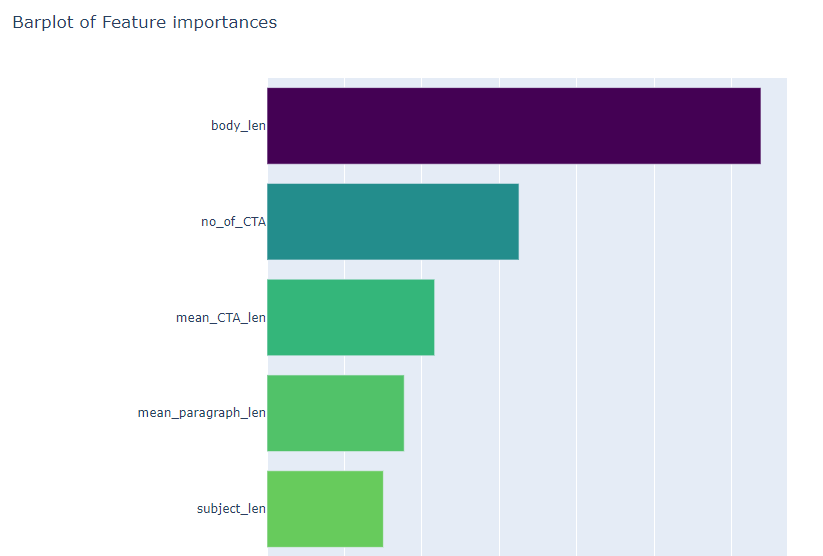 Barplot of Feature importances
body_len
no_of_CTA
mean_CTA_len
mean_paragraph_len
subject_len